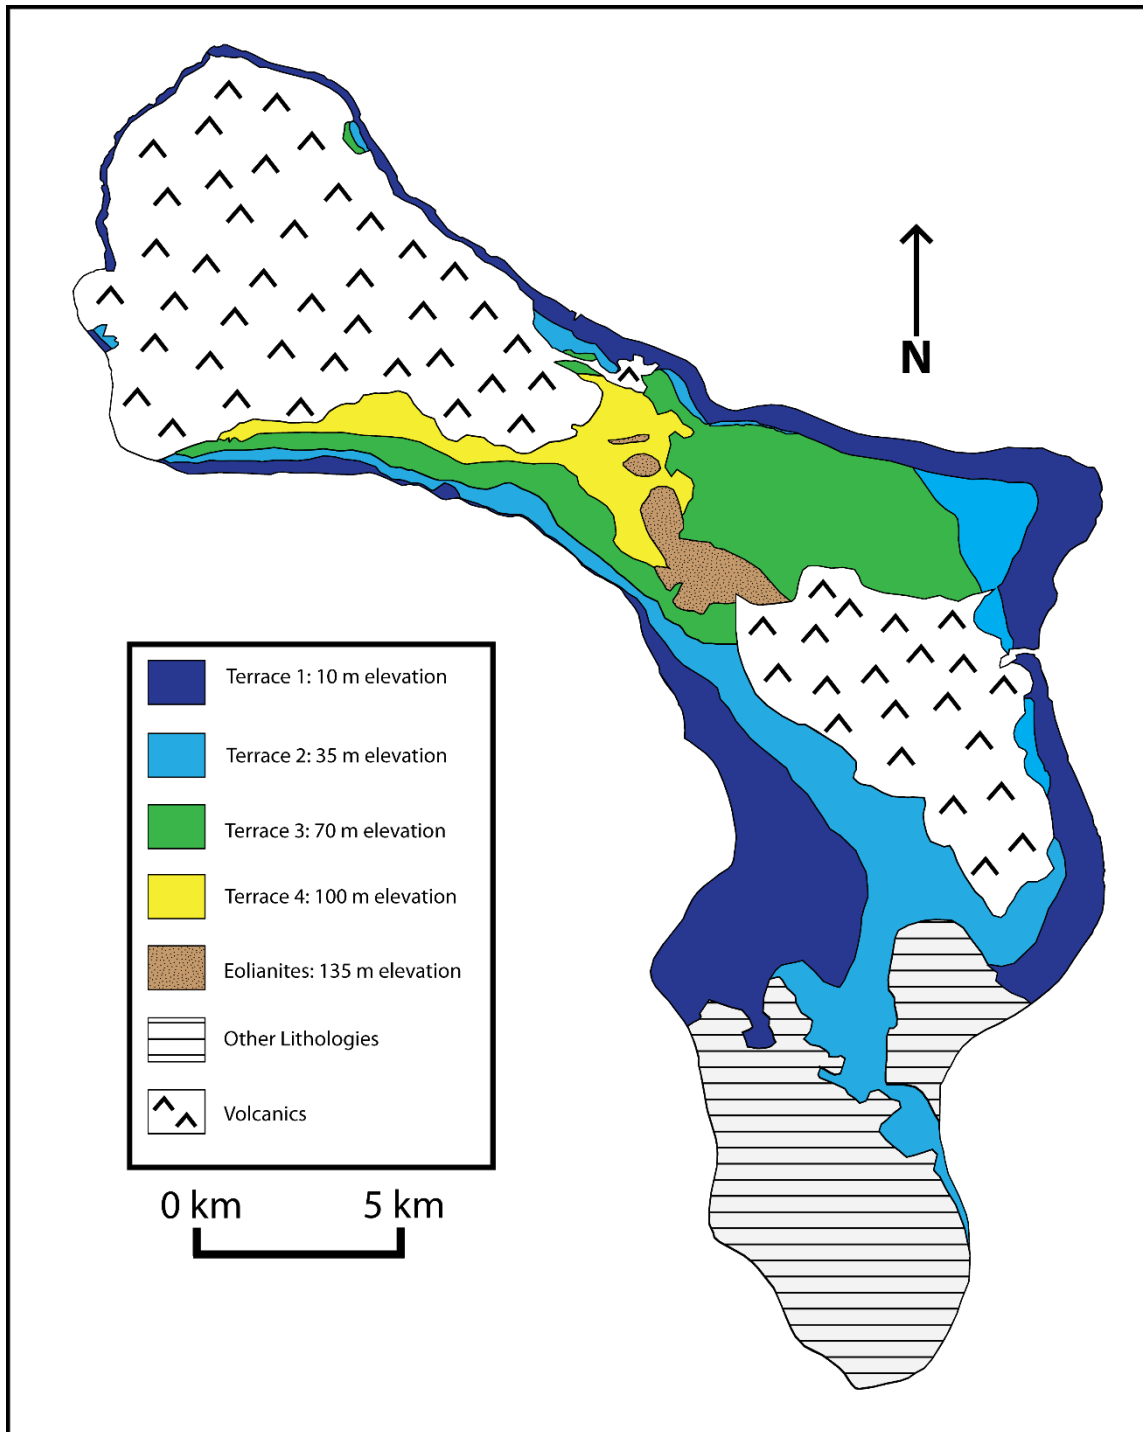 N
Terrace 1: 10 m elevation
Terrace 2: 35 m elevation
Terrace 3: 70 m elevation
Terrace 4: 100 m elevation
Eolianites: 135 m elevation
Other Lithologies
Volcanics
0 km 5 km